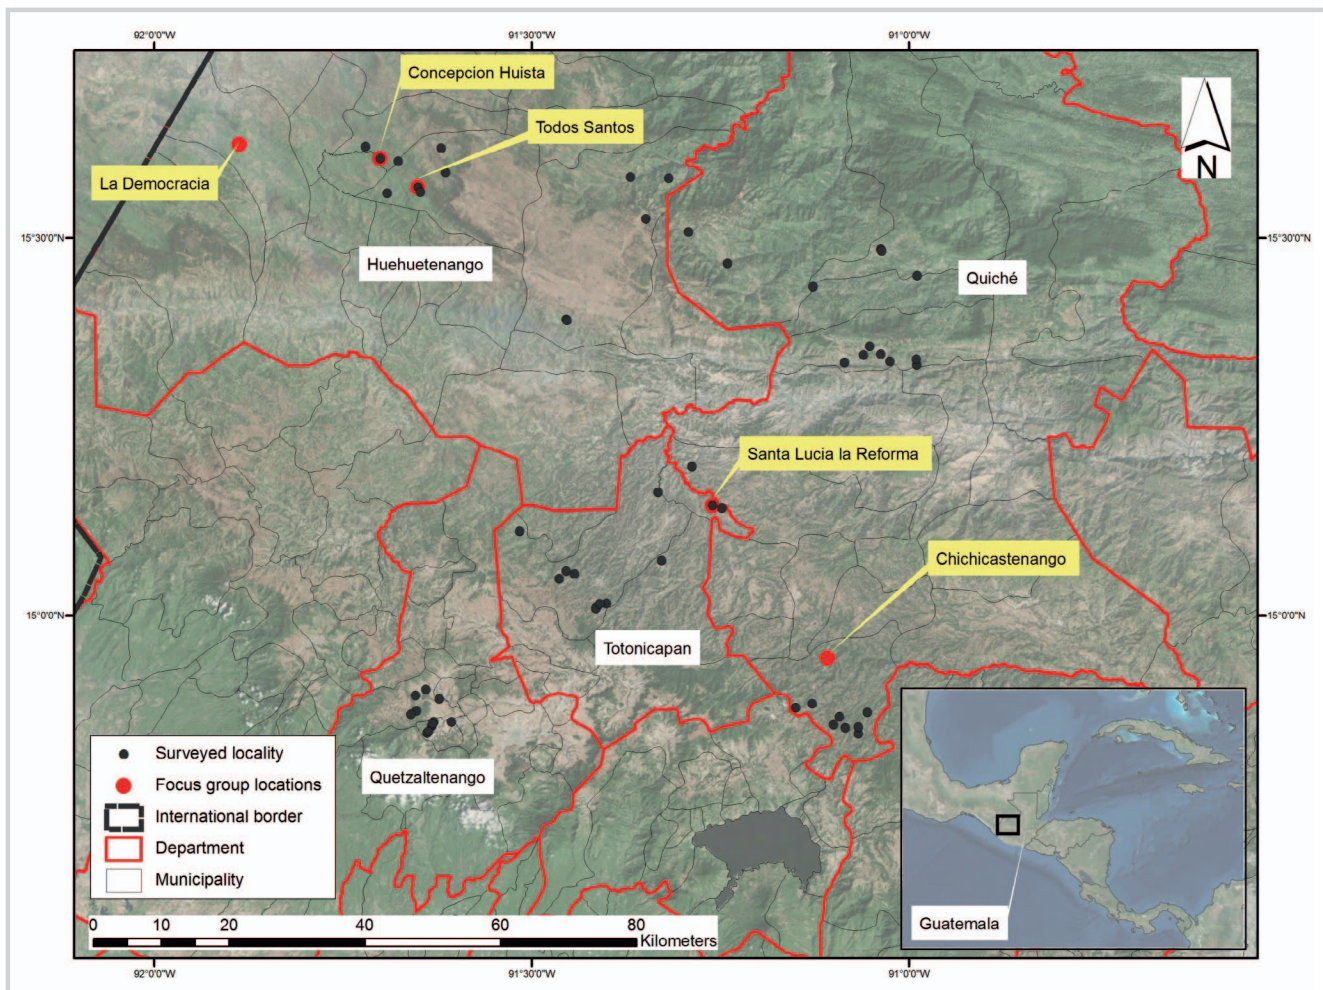 92°0'0"W
91°30'0"W
91°0'0"W
Concepcion Huista
Todos Santos
La Democracia
N
15°30'0"N
15°30'0"N
Huehuetenango
Quiché
Santa Lucia la Reforma
Chichicastenango
15°0'0"N
15°0'0"N
Totonicapan
Quetzaltenango
Surveyed locality
Focus group locations
International border
Department
Municipality
Guatemala
0 10 20 40 60 80
Kilometers
92°0'0"W
91°30'0"W
91°0'0"W